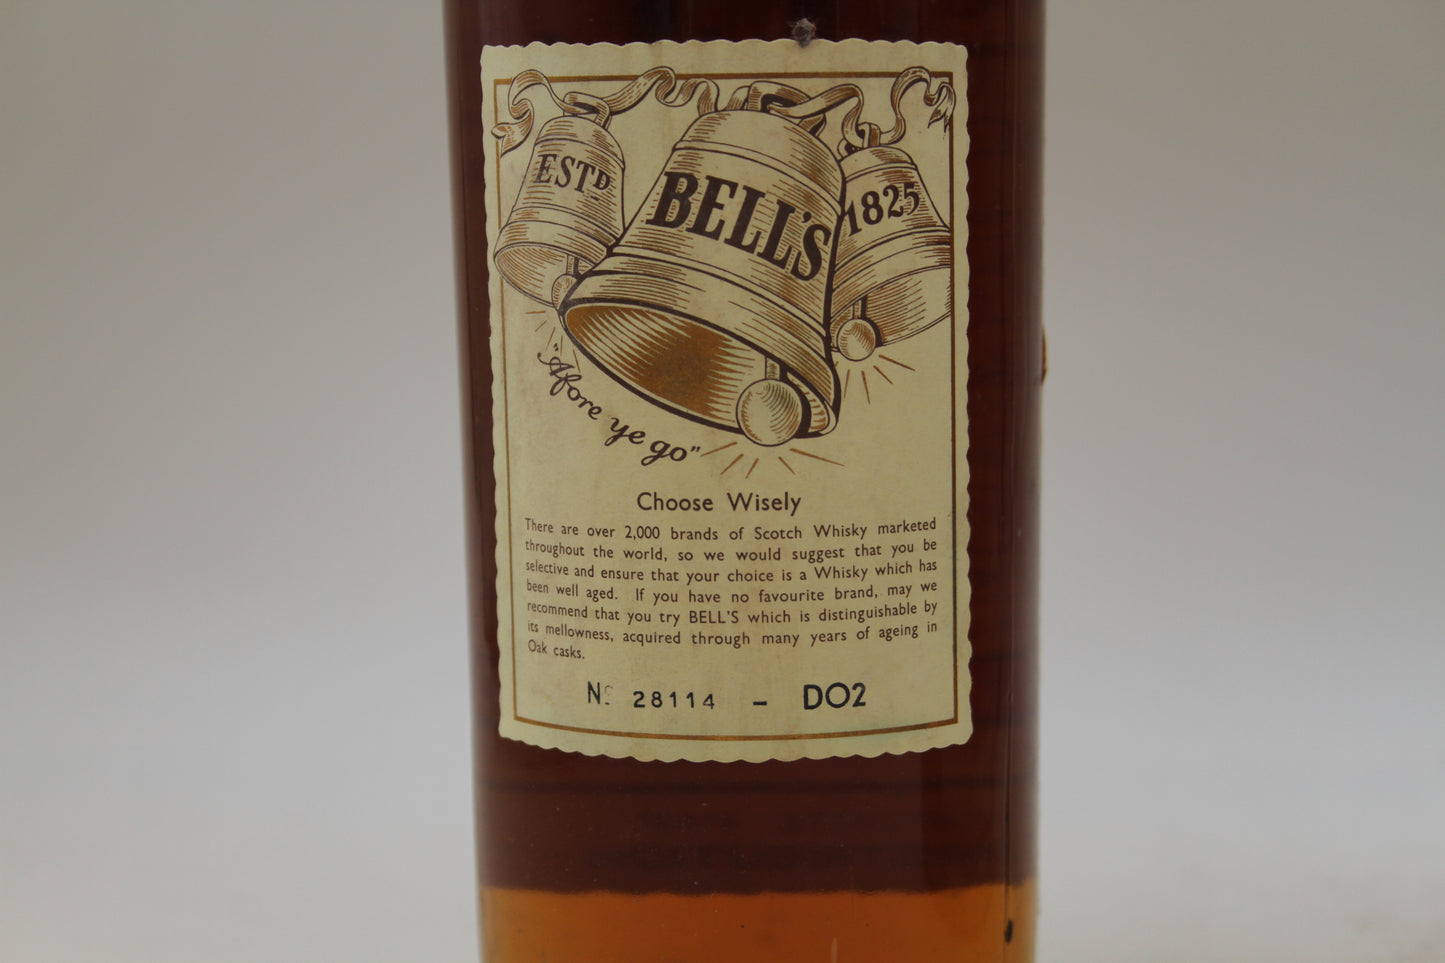 ESTD
BELL'S
1825
"Afore ye go"
Choose Wisely
There are over 2,000 brands of Scotch Whisky marketed
throughout the world, so we would suggest that you be
selective and ensure that your choice is a Whisky which has
been well aged. If you have no favourite brand, may we
recommend that you try BELL'S which is distinguishable by
its mellowness, acquired through many years of ageing in
Oak casks.
No 28114 - DO2